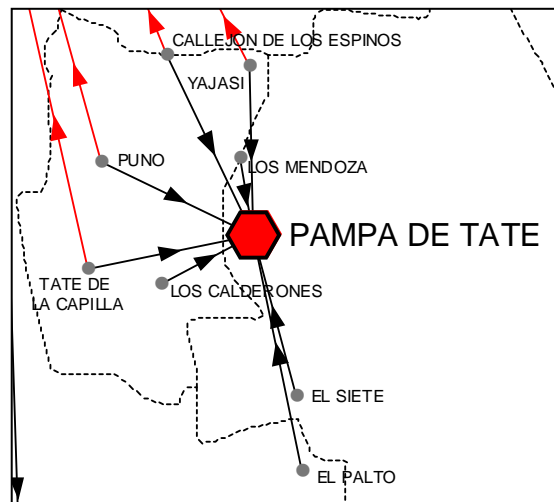 CALLEJON DE LOS ESPINOS
YAJASI
PUNO
LOS MENDOZA
PAMPA DE TATE
TATE DE
LA CAPILLA
LOS CALDERONES
EL SIETE
EL PALTO